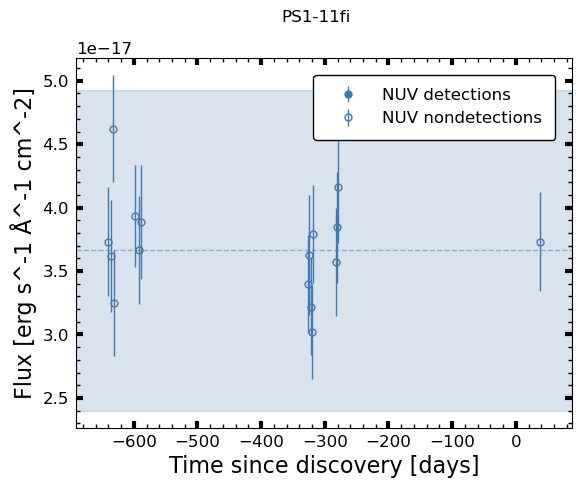 PS1-11fi
1e−17
NUV detections
NUV nondetections
5.0
4.5
4.0
3.5
3.0
2.5
Flux [erg s^-1 Å^-1 cm^-2]
−600
−500
−400
−300
−200
−100
0
Time since discovery [days]